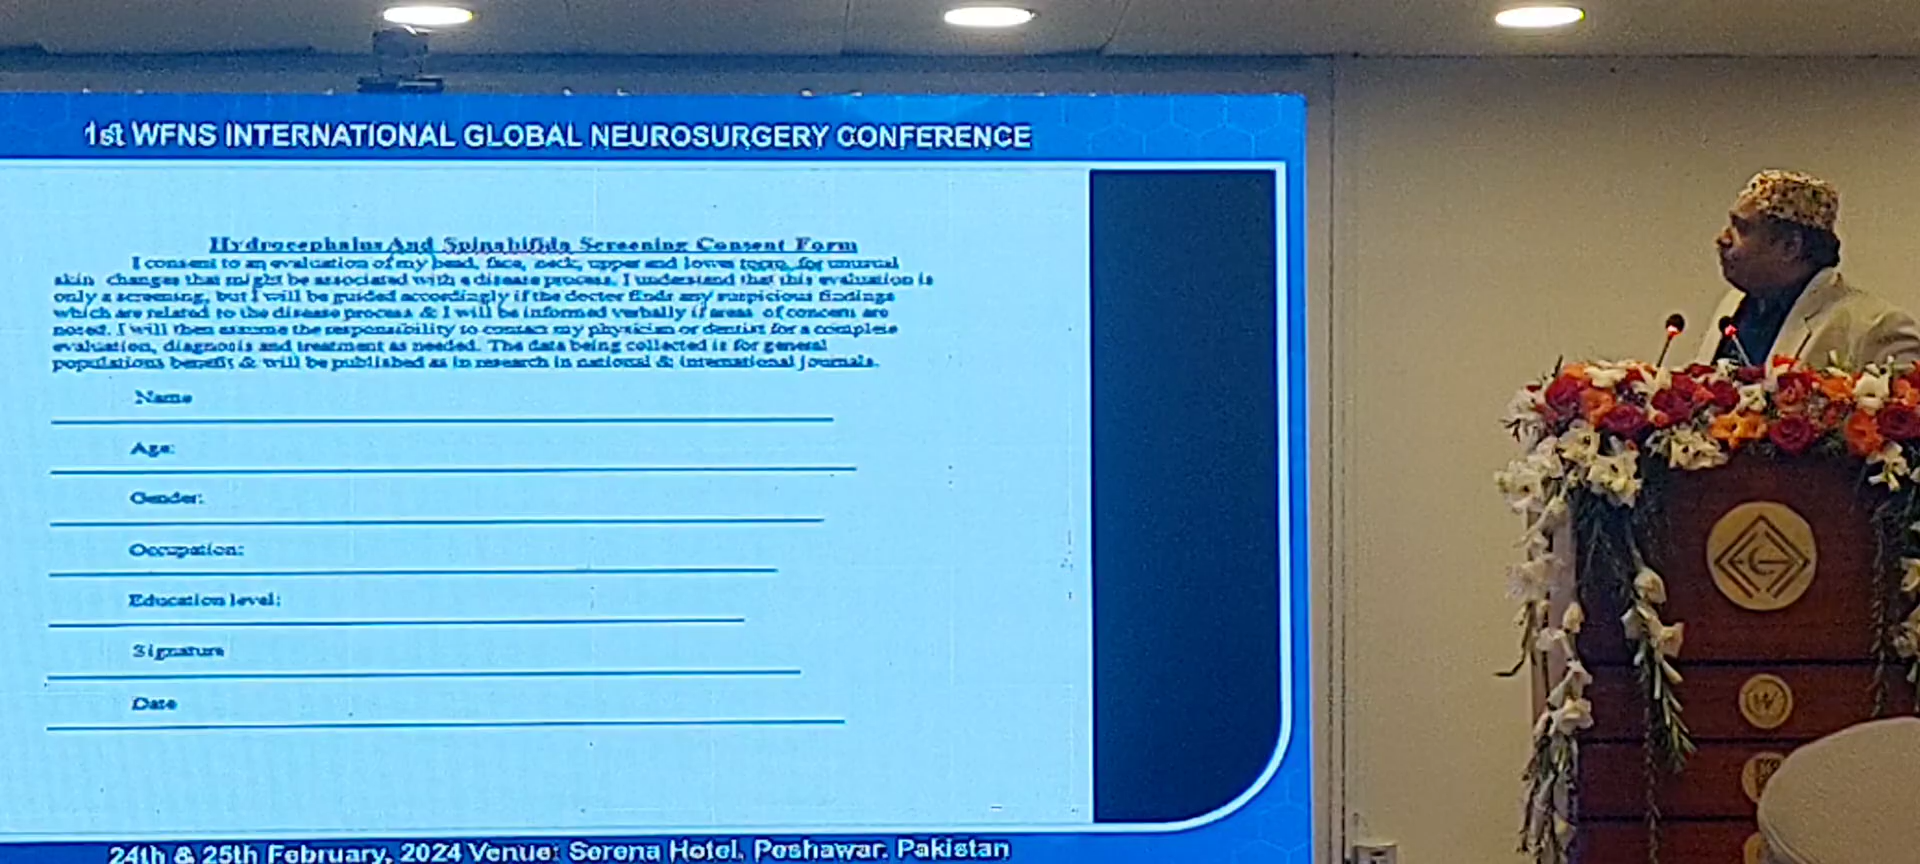 1st WFNS INTERNATIONAL GLOBAL NEUROSURGERY CONFERENCE
Hydrocephalus And Spinabifida Screening Consent Form
I consent to an evaluation of my head, face, neck, upper and lower torso, for unusual
skin changes that might be associated with a disease process. I understand that this evaluation is
only a screening, but I will be guided accordingly if the docter finds any suspicious findings
which are related to the disease process & I will be informed verbally if areas of concern are
noted. I will then assume the responsibility to contact my physician or dentist for a complete
evaluation, diagnosis and treatment as needed. The data being collected is for general
populations benefit & will be published as in research in national & international journals.
Name
Age:
Gender:
Occupation:
Education level:
Signature
Date
24th & 25th February, 2024 Venue: Serena Hotel, Peshawar, Pakistan